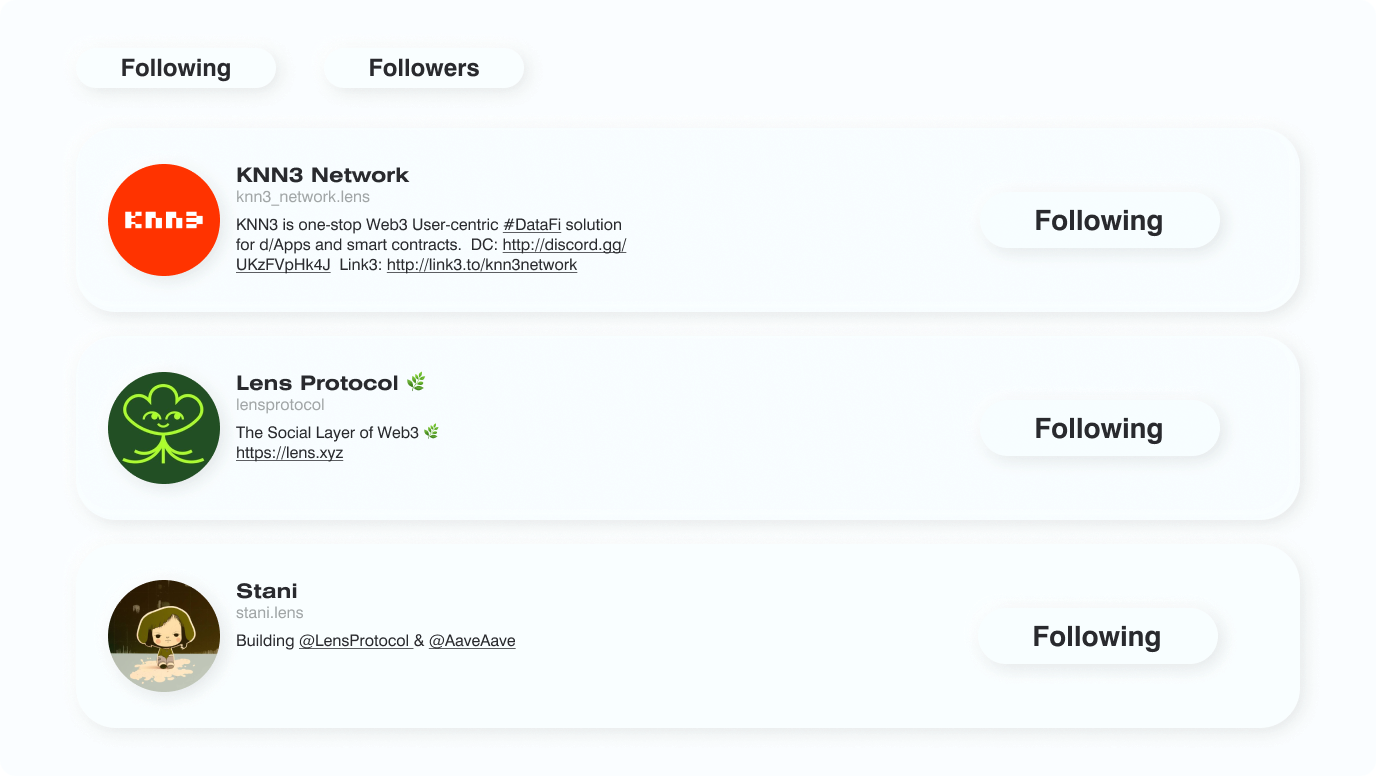 Following
Followers
KNN3
KNN3 Network
knn3_network.lens
KNN3 is one-stop Web3 User-centric #DataFi solution
for d/Apps and smart contracts.  DC: http://discord.gg/
UKzFVpHk4J  Link3: http://link3.to/knn3network
Following
Lens Protocol 🌿
lensprotocol
The Social Layer of Web3 🌿
https://lens.xyz
Following
Stani
stani.lens
Building @LensProtocol & @AaveAave
Following